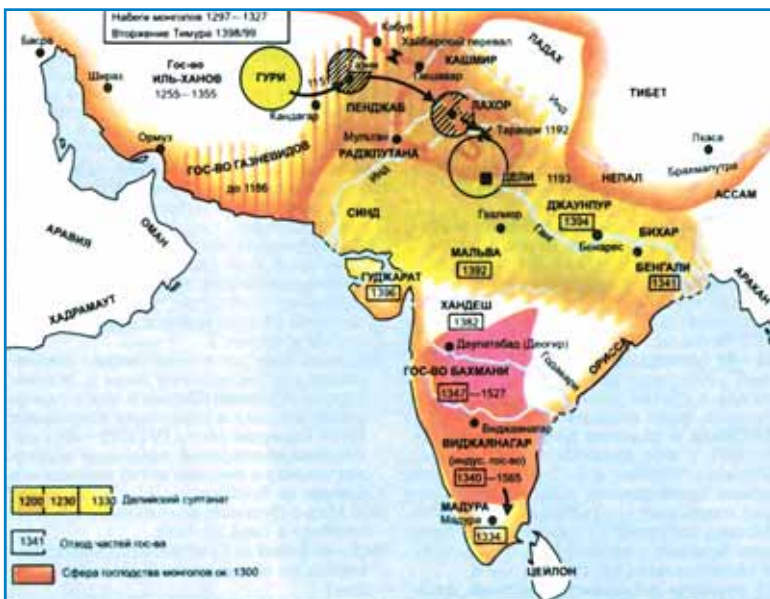 Набеги монголов 1297—1327
Вторжение Тимура 1398/99
Басра
Шираз
Гос-во
ИЛЬ-ХАНОВ
1255—1355
ГУРИ
Кабул
Хайберский перевал
КАШМИР
Пешавар
ЛАДАХ
ТИБЕТ
Кандагар
ПЕНДЖАБ
ЛАХОР
Инд
Тараори 1192
Мультан
РАДЖПУТАНА
Ормуз
ГОС-ВО ГАЗНЕВИДОВ
до 1186
Инд
ДЕЛИ 1193
НЕПАЛ
Лхаса
Брахмапутра
АССАМ
СИНД
Гвалиор
ДЖАУНПУР
1394
Ганг
Бенарес
БИХАР
БЕНГАЛИ
1341
АРАКАН
АРАВИЯ
ОМАН
ХАДРАМАУТ
МАЛЬВА
1392
ГУДЖАРАТ
1396
ХАНДЕШ
1382
Даулатабад (Деогир)
Годавари
ОРИССА
ГОС-ВО БАХМАНИ
1347—1527
Виджаянагар
ВИДЖАЯНАГАР
(индус. гос-во)
1340—1565
МАДУРА
Мадура
1334
ЦЕЙЛОН
1200 1230 1330 Делийский султанат
1341 Отход частей гос-ва
Сфера господства монголов ок. 1300